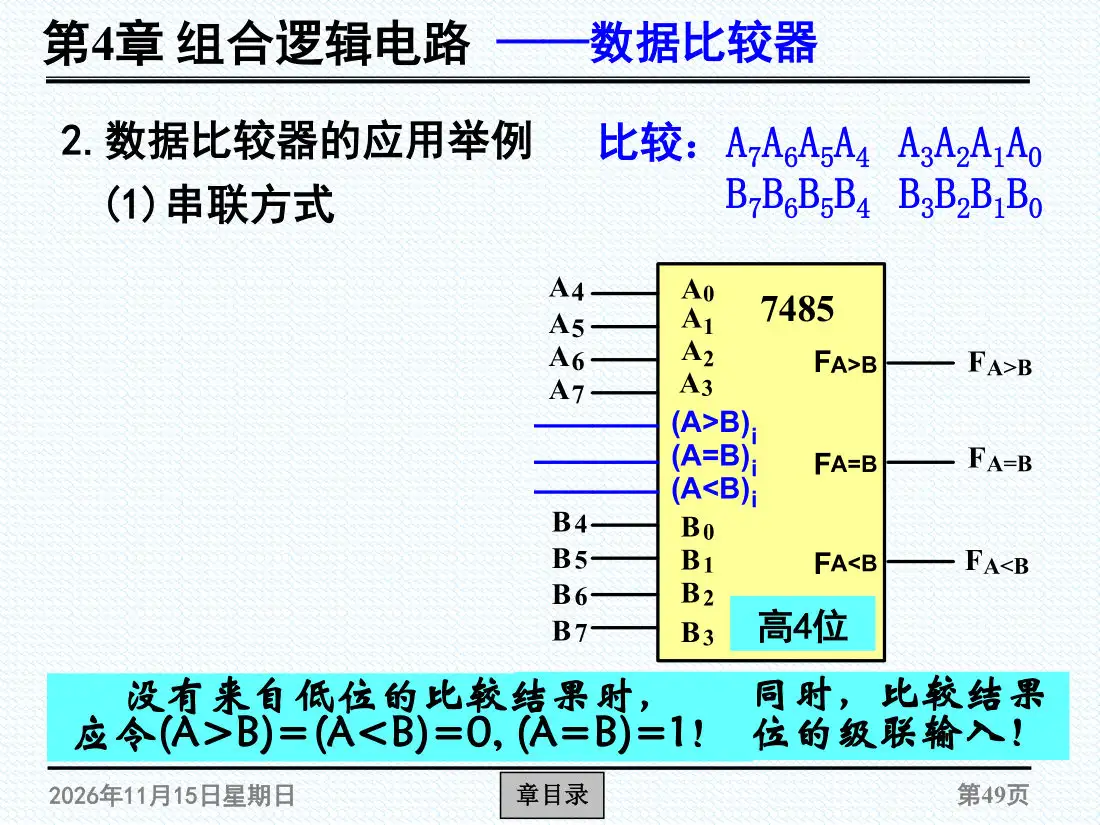 第4章 组合逻辑电路 ——数据比较器
2.数据比较器的应用举例
(1)串联方式
比较：A7A6A5A4 A3A2A1A0
B7B6B5B4 B3B2B1B0
A4 A0 7485
A5 A1
A6 A2 FA>B FA>B
A7 A3
(A>B)i
(A=B)i FA=B FA=B
(A<B)i
B4 B0
B5 B1 FA<B FA<B
B6 B2
B7 B3 高4位
没有来自低位的比较结果时，
应令(A>B)=(A<B)=0, (A=B)=1!
同时，比较结果
位的级联输入！
2026年11月15日星期日
章目录
第49页